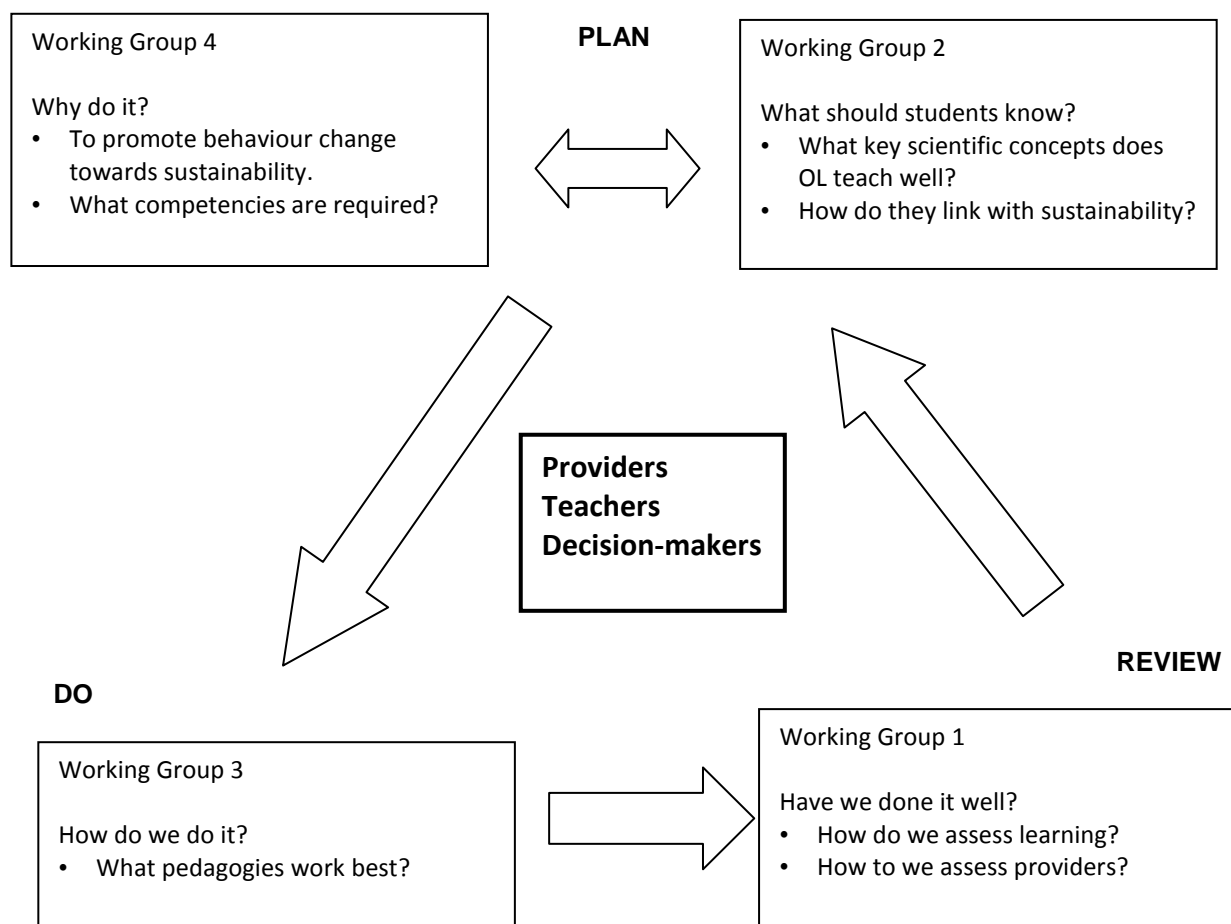 Working Group 4
Why do it?
• To promote behaviour change
towards sustainability.
• What competencies are required?
PLAN
Working Group 2
What should students know?
• What key scientific concepts does
OL teach well?
• How do they link with sustainability?
Providers
Teachers
Decision-makers
DO
REVIEW
Working Group 3
How do we do it?
• What pedagogies work best?
Working Group 1
Have we done it well?
• How do we assess learning?
• How to we assess providers?